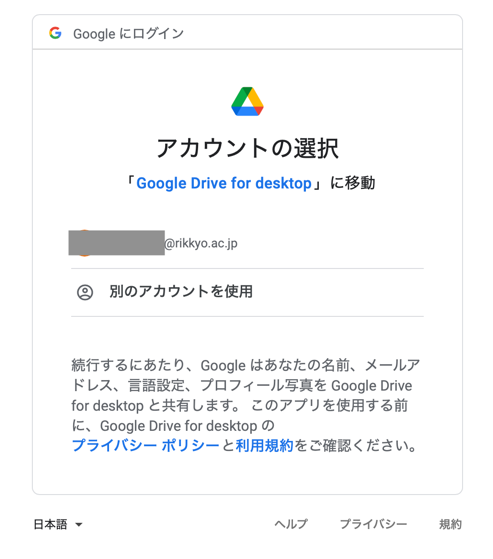 Google にログイン
アカウントの選択
「Google Drive for desktop」に移動
@rikkyo.ac.jp
別のアカウントを使用
続行するにあたり、Google はあなたの名前、メールア
ドレス、言語設定、プロフィール写真を Google Drive
for desktop と共有します。 このアプリを使用する前
に、Google Drive for desktop の
プライバシー ポリシーと利用規約をご確認ください。
日本語 ヘルプ プライバシー 規約